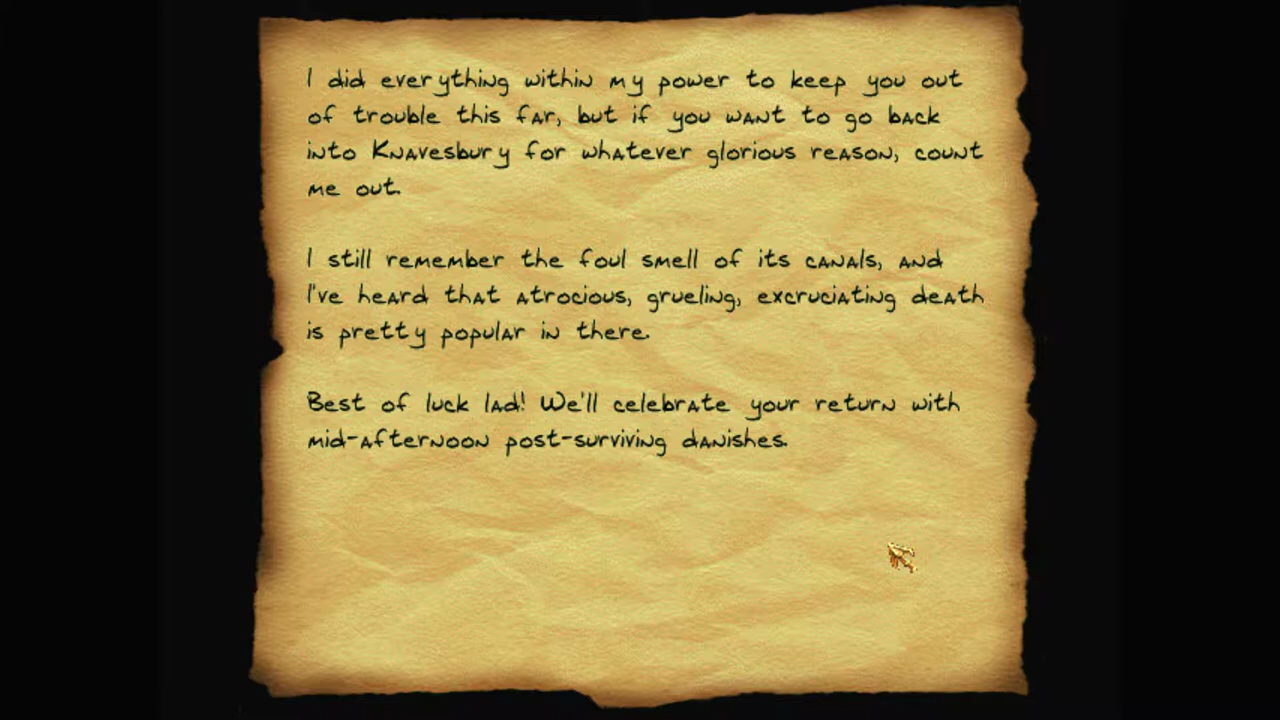 I did everything within my power to keep you out
of trouble this far, but if you want to go back
into Knavesbury for whatever glorious reason, count
me out.
I still remember the foul smell of its canals, and
I've heard that atrocious, grueling, excruciating death
is pretty popular in there.
Best of luck lad! We'll celebrate your return with
mid-afternoon post-surviving danishes.